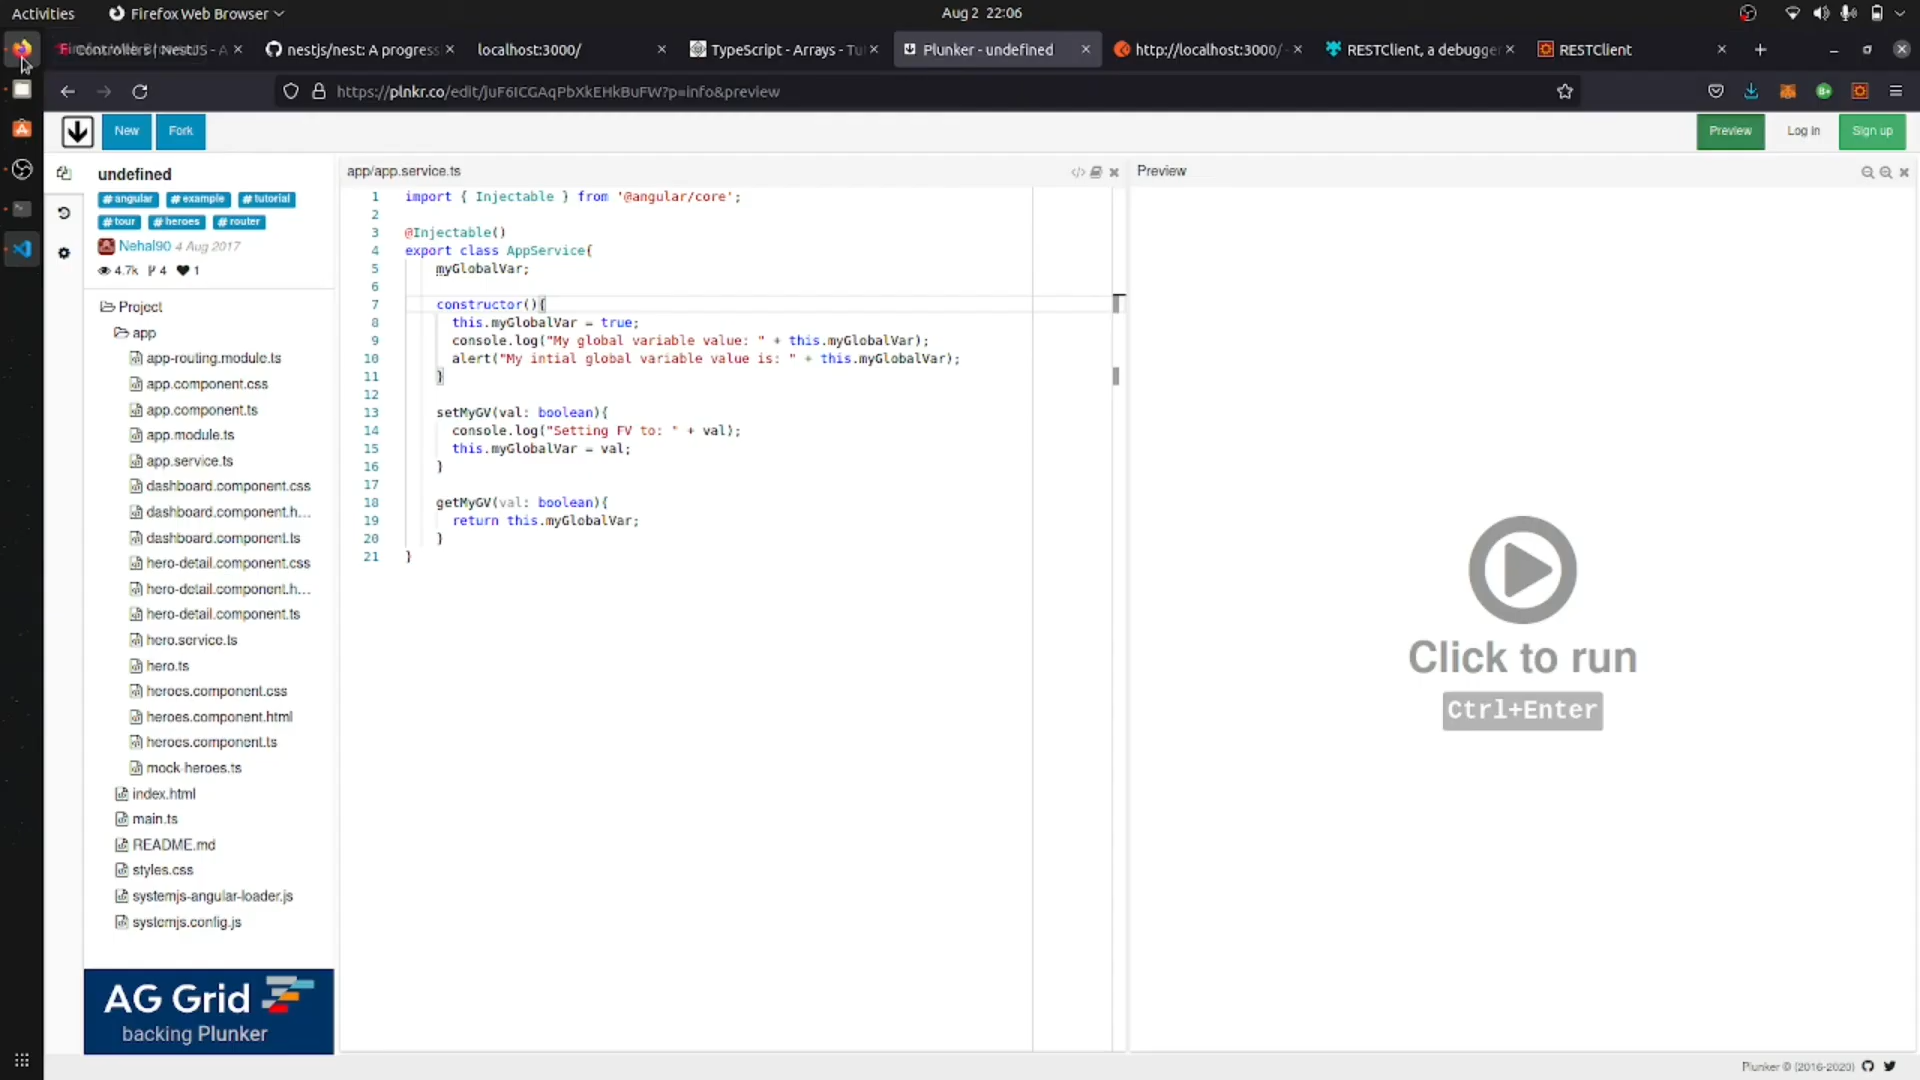 Activities
Firefox Web Browser
Aug 2 22:06
Controllers | NestJS - A
nestjs/nest: A progress
localhost:3000/
TypeScript - Arrays - Tu
Plunker - undefined
http://localhost:3000/ -
RESTClient, a debugge
RESTClient
https://plnkr.co/edit/JuF6ICGAqPbXkEHkBuFW?p=info&preview
New
Fork
Preview
Log in
Sign up
undefined
# angular
# example
# tutorial
# tour
# heroes
# router
Nehal90 4 Aug 2017
4.7k
4
1
Project
app
app-routing.module.ts
app.component.css
app.component.ts
app.module.ts
app.service.ts
dashboard.component.css
dashboard.component.h...
dashboard.component.ts
hero-detail.component.css
hero-detail.component.h...
hero-detail.component.ts
hero.service.ts
hero.ts
heroes.component.css
heroes.component.html
heroes.component.ts
mock-heroes.ts
index.html
main.ts
README.md
styles.css
systemjs-angular-loader.js
systemjs.config.js
AG Grid
backing Plunker
app/app.service.ts
1 import { Injectable } from '@angular/core';
2
3 @Injectable()
4 export class AppService{
5 myGlobalVar;
6
7 constructor(){
8 this.myGlobalVar = true;
9 console.log("My global variable value: " + this.myGlobalVar);
10 alert("My intial global variable value is: " + this.myGlobalVar);
11 }
12
13 setMyGV(val: boolean){
14 console.log("Setting FV to: " + val);
15 this.myGlobalVar = val;
16 }
17
18 getMyGV(val: boolean){
19 return this.myGlobalVar;
20 }
21 }
Preview
Click to run
Ctrl+Enter
Plunker © (2016-2020)